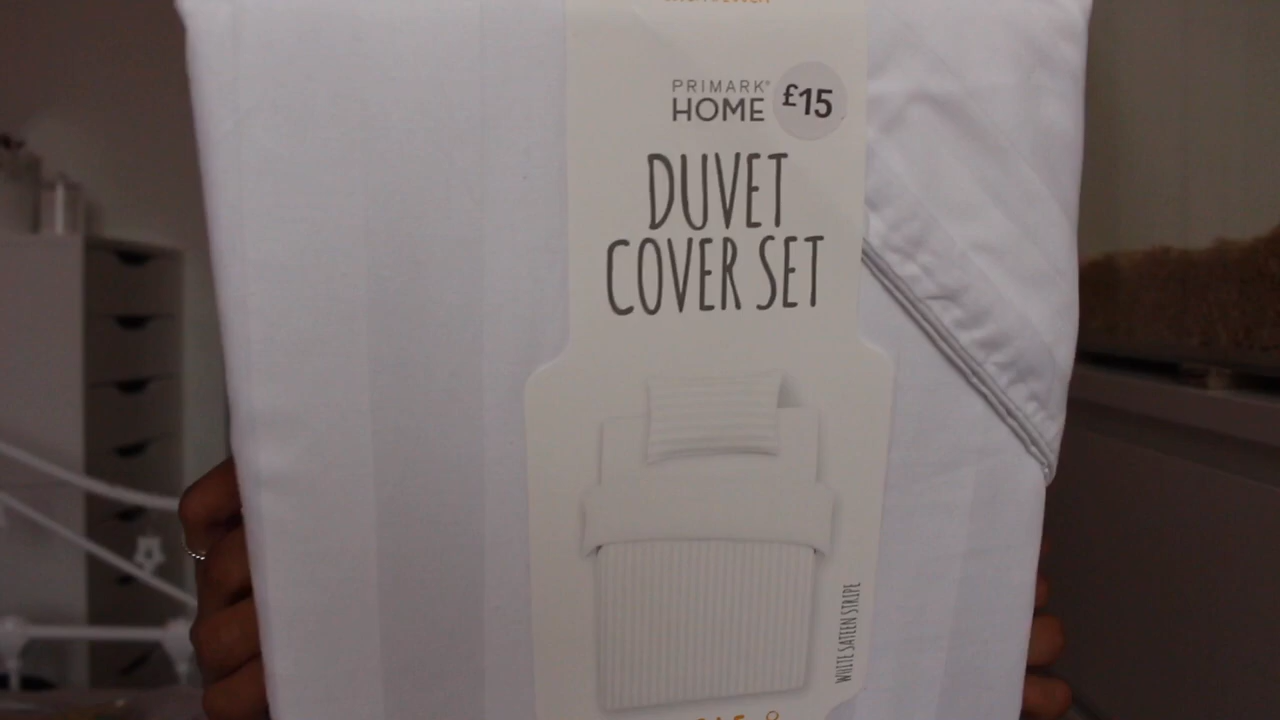 PRIMARK®
HOME
£15
DUVET
COVER SET
WHITE SATEEN STRIPE